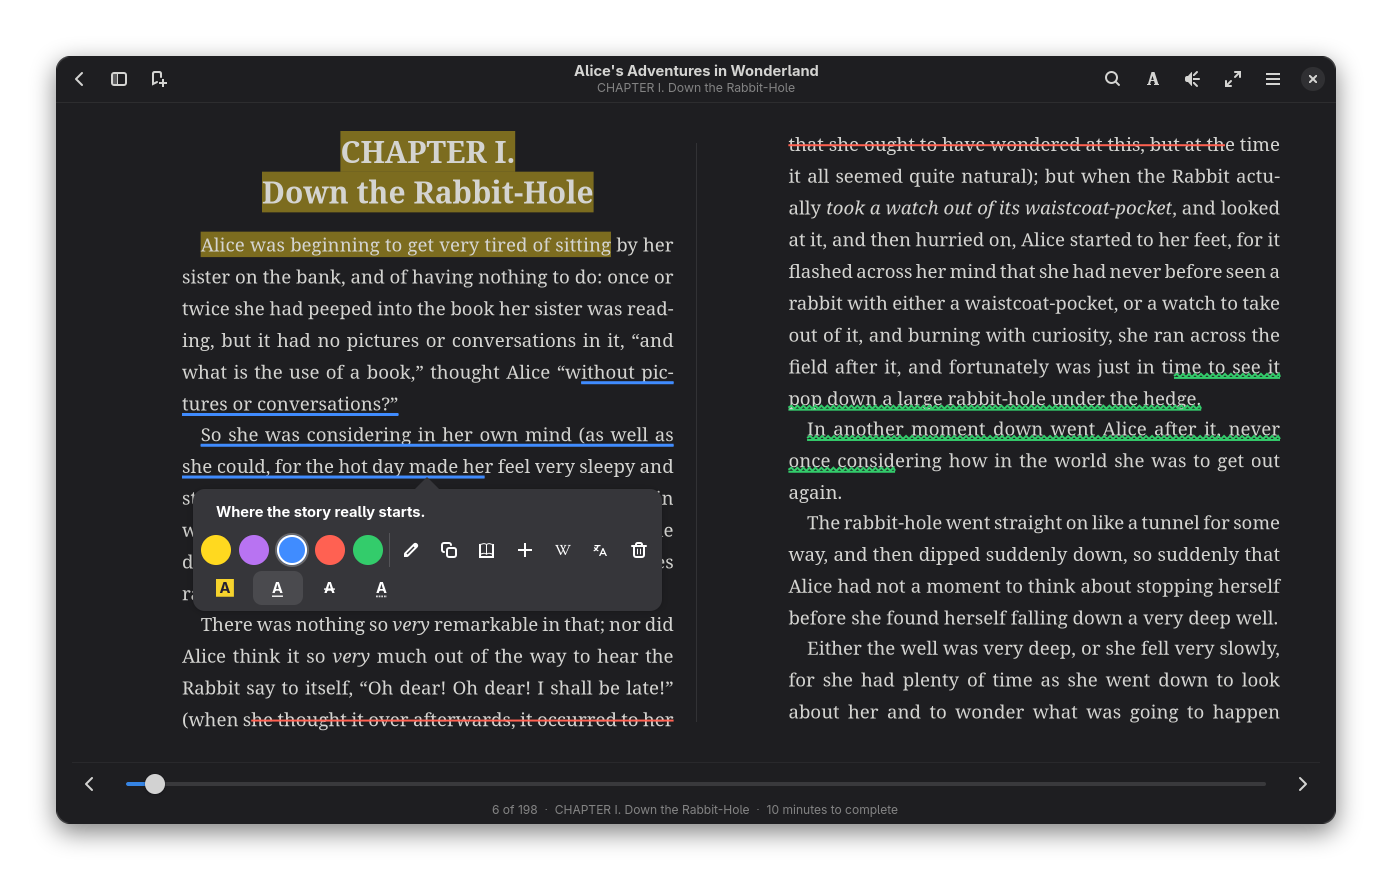 Alice's Adventures in Wonderland
CHAPTER I. Down the Rabbit-Hole
CHAPTER I.
Down the Rabbit-Hole
Alice was beginning to get very tired of sitting by her
sister on the bank, and of having nothing to do: once or
twice she had peeped into the book her sister was read-
ing, but it had no pictures or conversations in it, “and
what is the use of a book,” thought Alice “without pic-
tures or conversations?”
So she was considering in her own mind (as well as
she could, for the hot day made her feel very sleepy and
Where the story really starts.
A A A A
There was nothing so very remarkable in that; nor did
Alice think it so very much out of the way to hear the
Rabbit say to itself, “Oh dear! Oh dear! I shall be late!”
(when she thought it over afterwards, it occurred to her
that she ought to have wondered at this, but at the time
it all seemed quite natural); but when the Rabbit actu-
ally took a watch out of its waistcoat-pocket, and looked
at it, and then hurried on, Alice started to her feet, for it
flashed across her mind that she had never before seen a
rabbit with either a waistcoat-pocket, or a watch to take
out of it, and burning with curiosity, she ran across the
field after it, and fortunately was just in time to see it
pop down a large rabbit-hole under the hedge.
In another moment down went Alice after it, never
once considering how in the world she was to get out
again.
The rabbit-hole went straight on like a tunnel for some
way, and then dipped suddenly down, so suddenly that
Alice had not a moment to think about stopping herself
before she found herself falling down a very deep well.
Either the well was very deep, or she fell very slowly,
for she had plenty of time as she went down to look
about her and to wonder what was going to happen
6 of 198 · CHAPTER I. Down the Rabbit-Hole · 10 minutes to complete